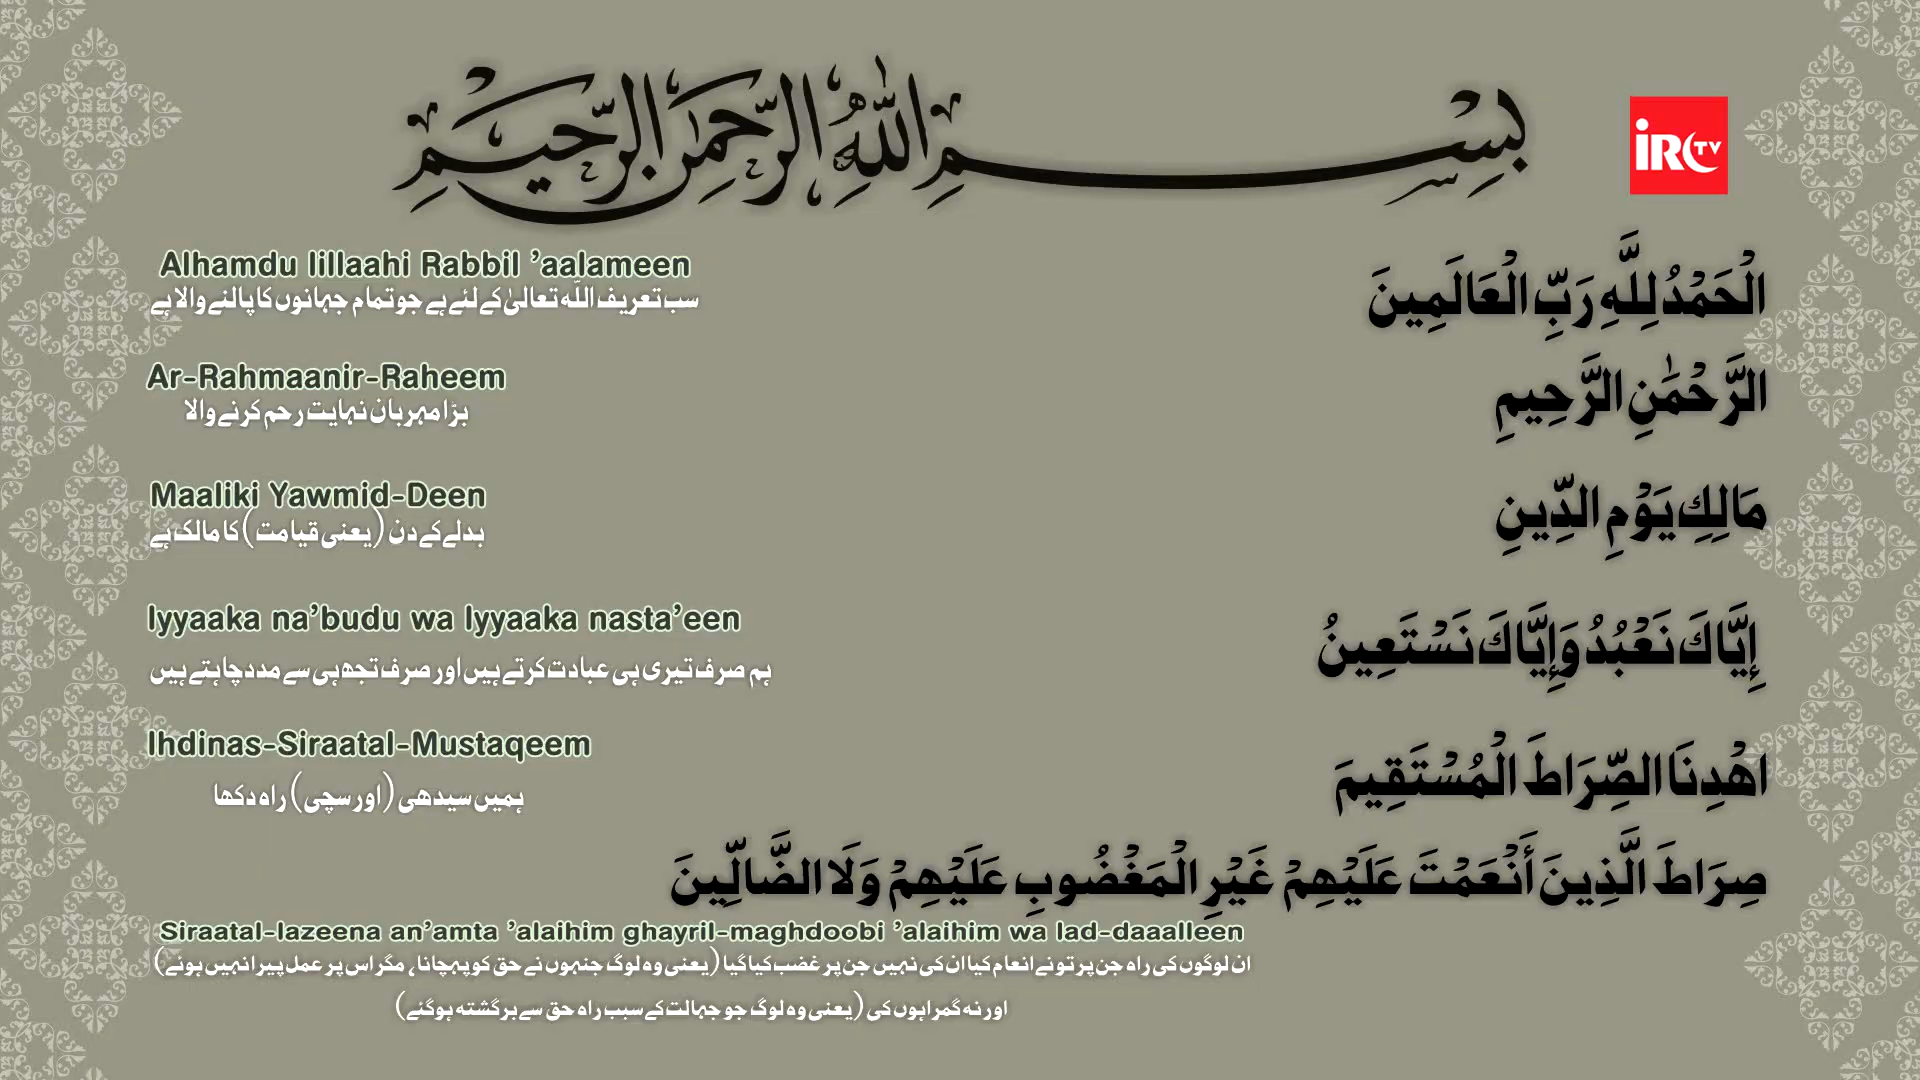 بِسْمِ اللهِ الرَّحْمٰنِ الرَّحِيْمِ
iRC TV
الْحَمْدُ لِلَّهِ رَبِّ الْعَالَمِينَ
Alhamdu lillaahi Rabbil ’aalameen
سب تعریف اللہ تعالیٰ کے لئے ہے جو تمام جہانوں کا پالنے والا ہے
الرَّحْمَٰنِ الرَّحِيمِ
Ar-Rahmaanir-Raheem
بڑا مہربان نہایت رحم کرنے والا
مَالِكِ يَوْمِ الدِّينِ
Maaliki Yawmid-Deen
بدلے کے دن (یعنی قیامت) کا مالک ہے
إِيَّاكَ نَعْبُدُ وَإِيَّاكَ نَسْتَعِينُ
Iyyaaka na’budu wa Iyyaaka nasta’een
ہم صرف تیری ہی عبادت کرتے ہیں اور صرف تجھ ہی سے مدد چاہتے ہیں
اهْدِنَا الصِّرَاطَ الْمُسْتَقِيمَ
Ihdinas-Siraatal-Mustaqeem
ہمیں سیدھی (اور سچی) راہ دکھا
صِرَاطَ الَّذِينَ أَنْعَمْتَ عَلَيْهِمْ غَيْرِ الْمَغْضُوبِ عَلَيْهِمْ وَلَا الضَّالِّينَ
Siraatal-lazeena an’amta ’alaihim ghayril-maghdoobi ’alaihim wa lad-daaalleen
ان لوگوں کی راہ جن پر تو نے انعام کیا ان کی نہیں جن پر غضب کیا گیا (یعنی وہ لوگ جنہوں نے حق کو پہچانا، مگر اس پر عمل پیرا نہیں ہوئے)
اور نہ گمراہوں کی (یعنی وہ لوگ جو جہالت کے سبب راہ حق سے برگشتہ ہوگئے)